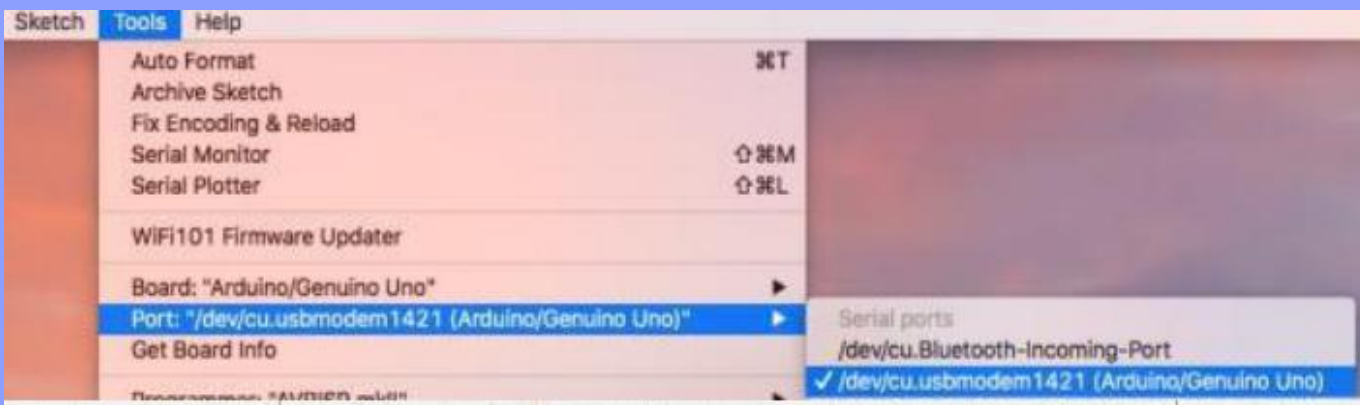 Sketch Tools Help
Auto Format ⌘T
Archive Sketch
Fix Encoding & Reload
Serial Monitor ⇧⌘M
Serial Plotter ⇧⌘L
WiFi101 Firmware Updater
Board: "Arduino/Genuino Uno" ▶
Port: "/dev/cu.usbmodem1421 (Arduino/Genuino Uno)" ▶
Get Board Info
Serial ports
/dev/cu.Bluetooth-Incoming-Port
✓ /dev/cu.usbmodem1421 (Arduino/Genuino Uno)